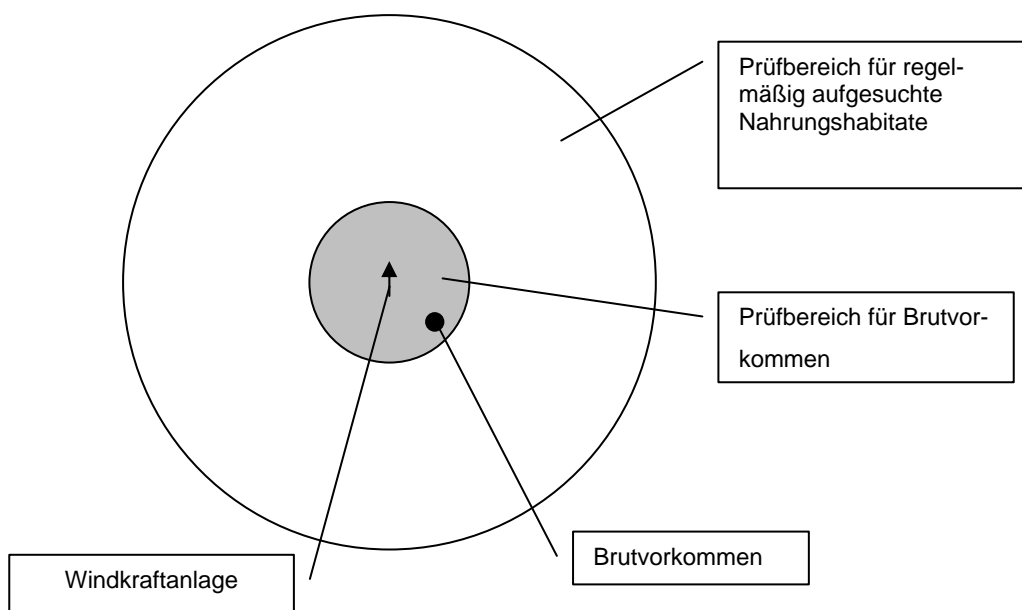 Prüfbereich für regel-
mäßig aufgesuchte
Nahrungshabitate
Prüfbereich für Brutvor-
kommen
Brutvorkommen
Windkraftanlage